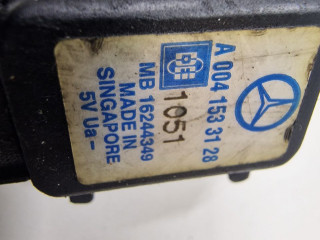 A 004 153 31 28
1051
MB 16244349
MADE IN
SINGAPORE
5V Ua-